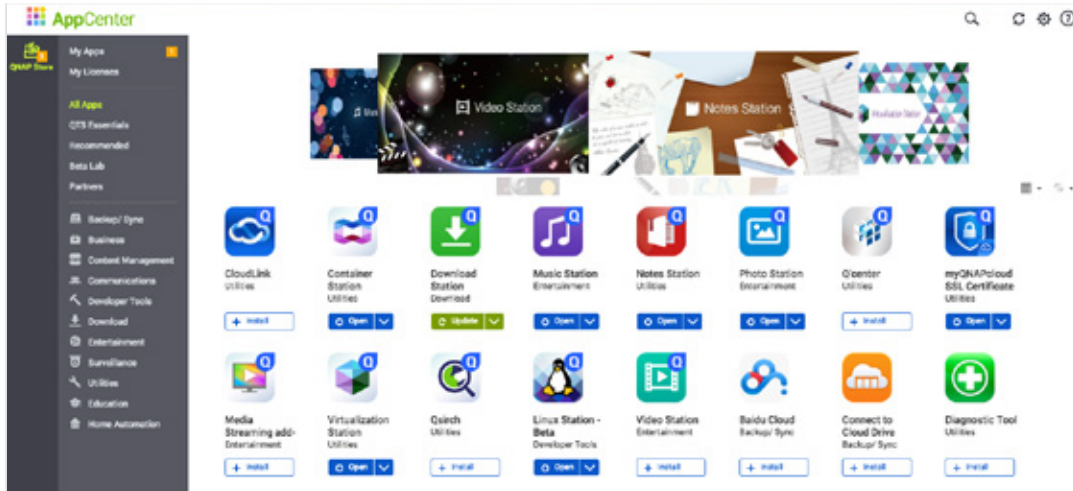 AppCenter
QNAP Store
My Apps
My Licenses
All Apps
QTS Essentials
Recommended
Beta Lab
Partners
Backup/ Sync
Business
Content Management
Communications
Developer Tools
Download
Entertainment
Surveillance
Utilities
Education
Home Automation
Video Station
Notes Station
CloudLink
Utilities
+ Install
Container
Station
Utilities
Open
Download
Station
Download
Update
Music Station
Entertainment
Open
Notes Station
Utilities
Open
Photo Station
Entertainment
Open
Q'center
Utilities
+ Install
myQNAPcloud
SSL Certificate
Utilities
Open
Media
Streaming add-
Entertainment
+ Install
Virtualization
Station
Utilities
Open
Qsirch
Utilities
+ Install
Linux Station -
Beta
Developer Tools
Open
Video Station
Entertainment
+ Install
Baidu Cloud
Backup/ Sync
+ Install
Connect to
Cloud Drive
Backup/ Sync
+ Install
Diagnostic Tool
Utilities
+ Install